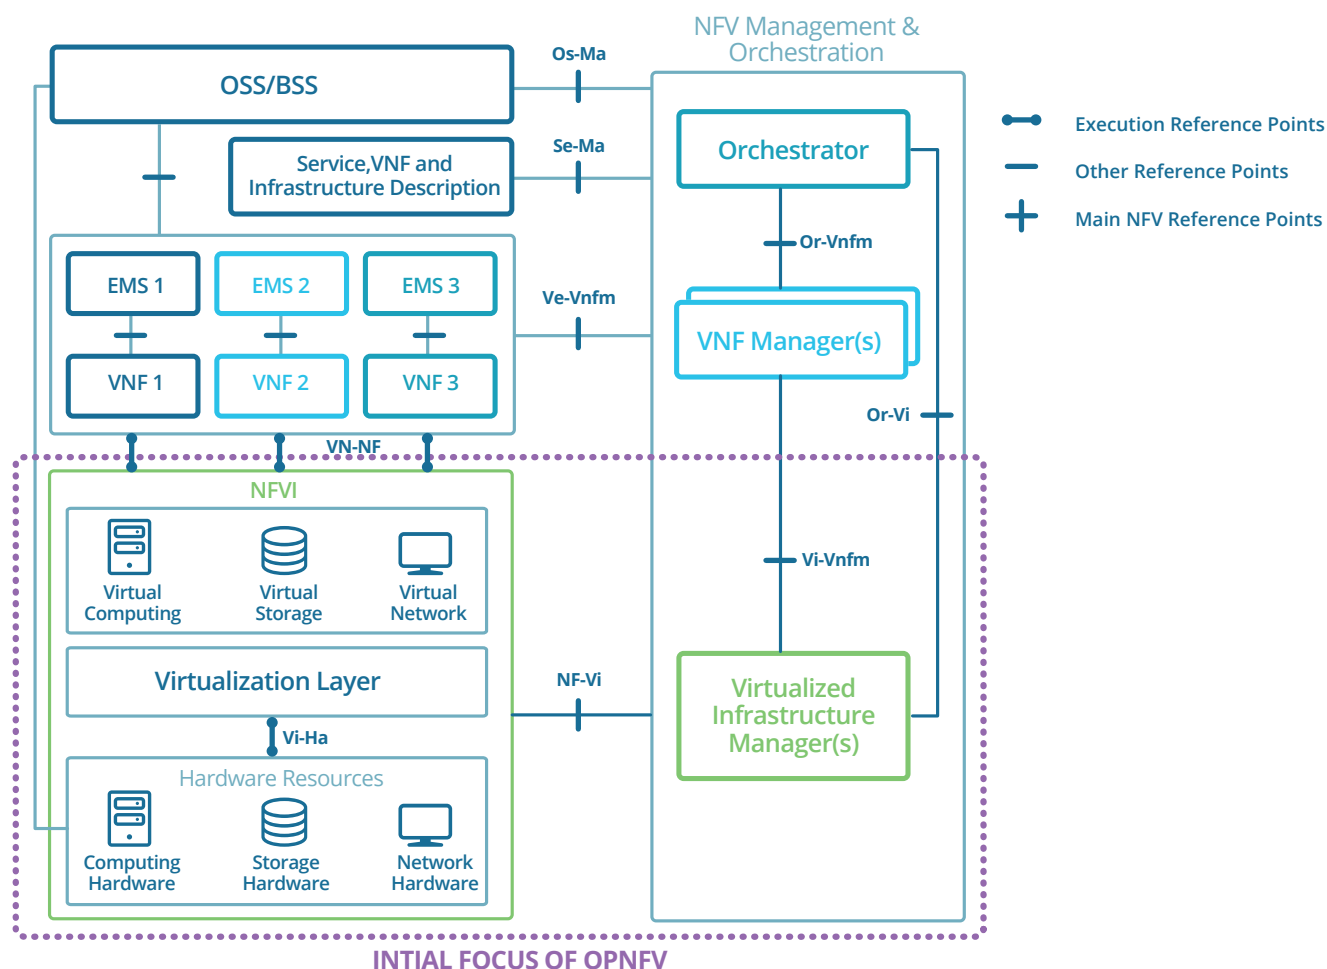 NFV Management &
Orchestration
Os-Ma
OSS/BSS
Execution Reference Points
Se-Ma
Orchestrator
Service,VNF and
Infrastructure Description
Other Reference Points
Main NFV Reference Points
Or-Vnfm
EMS 1
EMS 2
EMS 3
Ve-Vnfm
VNF Manager(s)
VNF 1
VNF 2
VNF 3
Or-Vi
VN-NF
NFVI
Vi-Vnfm
Virtual
Computing
Virtual
Storage
Virtual
Network
Virtualization Layer
NF-Vi
Virtualized
Infrastructure
Manager(s)
Vi-Ha
Hardware Resources
Computing
Hardware
Storage
Hardware
Network
Hardware
INTIAL FOCUS OF OPNFV